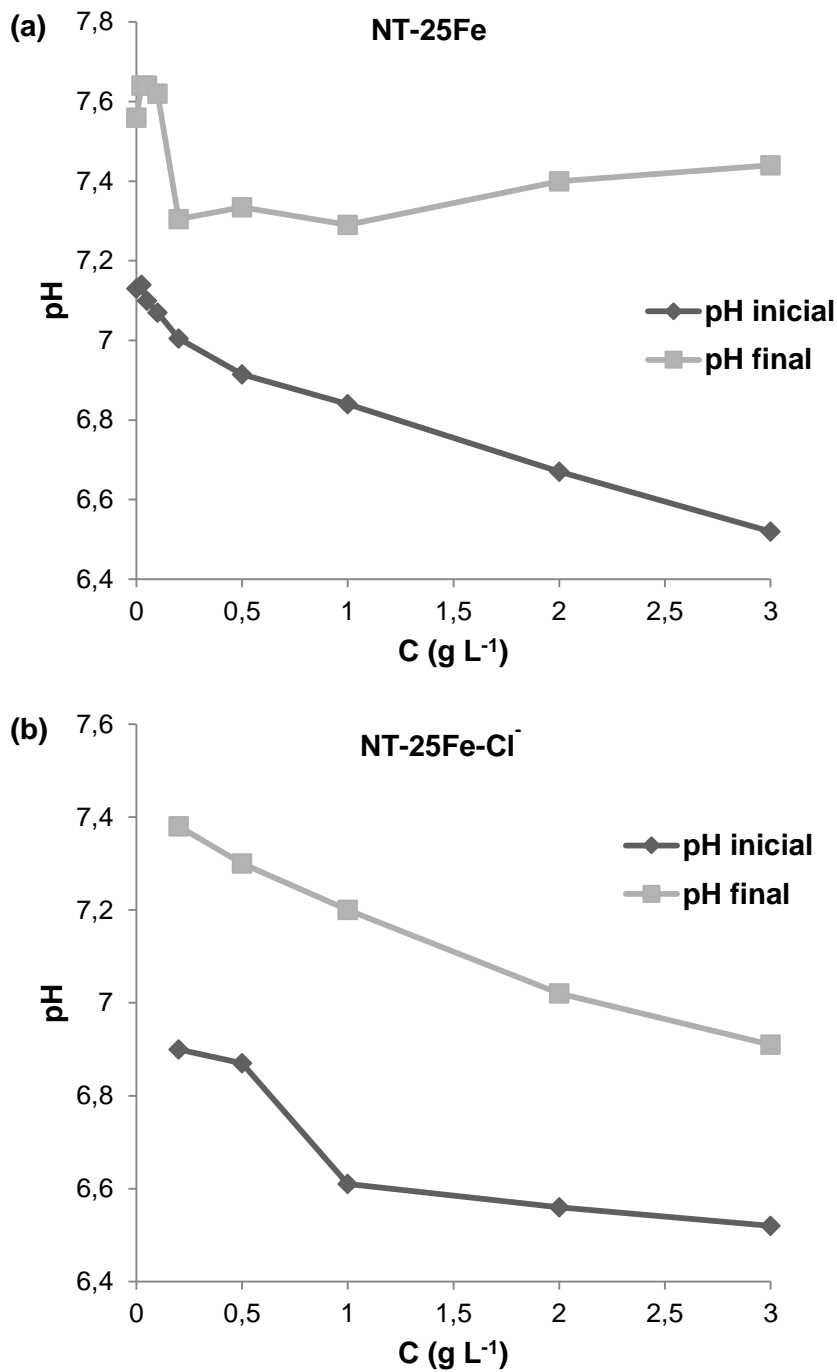 (a)
NT-25Fe
7,8
7,6
7,4
7,2
7
6,8
6,6
6,4
pH
pH inicial
pH final
0 0,5 1 1,5 2 2,5 3
C (g L⁻¹)
(b)
NT-25Fe-Cl⁻
7,6
7,4
7,2
7
6,8
6,6
6,4
pH
pH inicial
pH final
0 0,5 1 1,5 2 2,5 3
C (g L⁻¹)